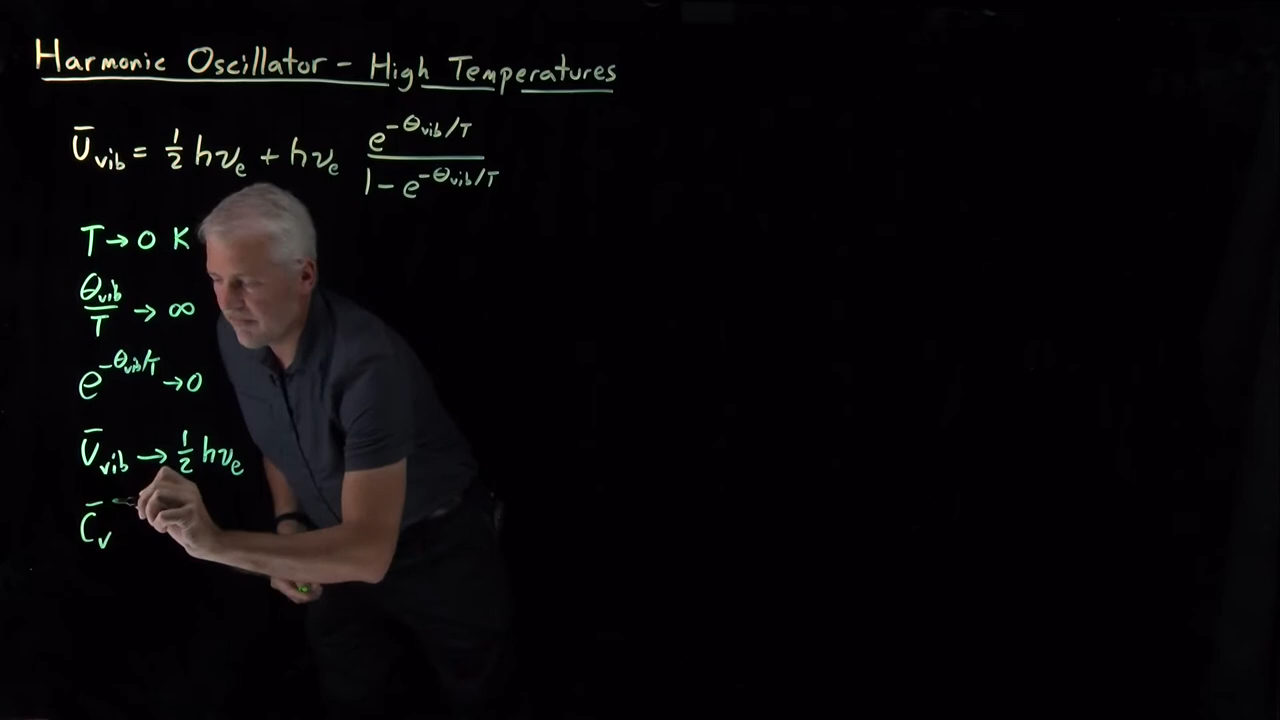 Harmonic Oscillator - High Temperatures
Ū_vib = 1/2 hν_e + hν_e e^(-Θ_vib/T) / (1 - e^(-Θ_vib/T))
T → 0 K
Θ_vib/T → ∞
e^(-Θ_vib/T) → 0
Ū_vib → 1/2 hν_e
C̄_v